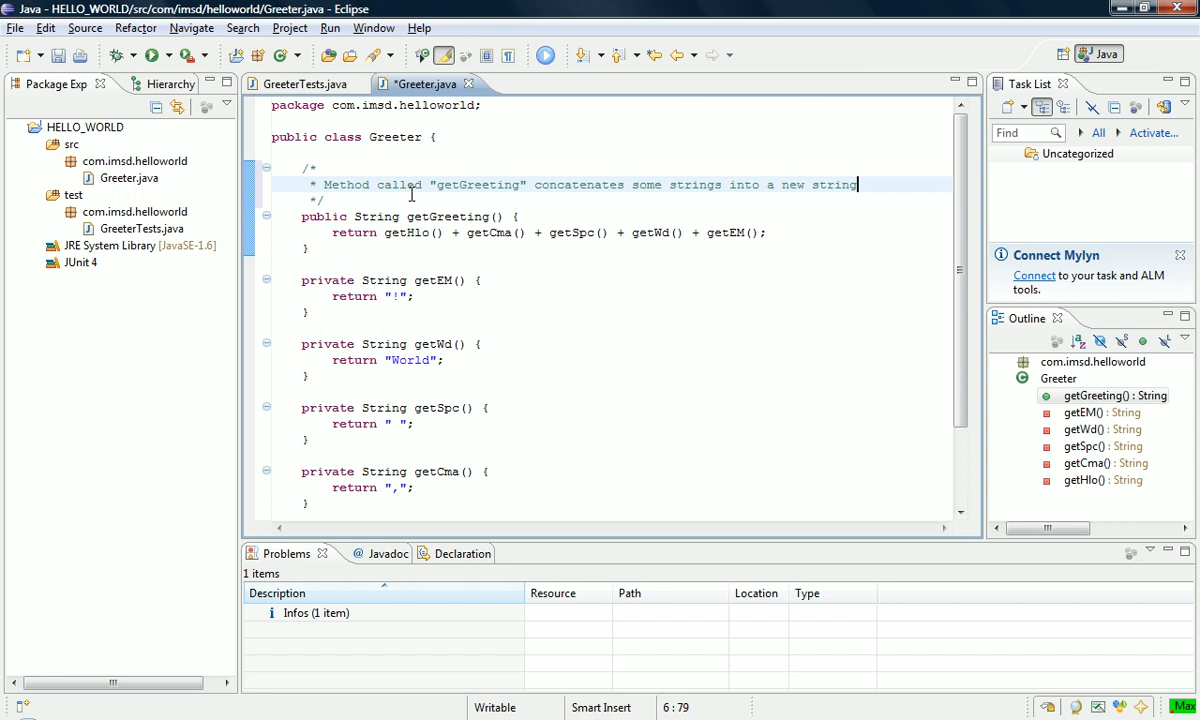 Java - HELLO_WORLD/src/com/imsd/helloworld/Greeter.java - Eclipse
File Edit Source Refactor Navigate Search Project Run Window Help
Java
Package Exp
Hierarchy
HELLO_WORLD
src
com.imsd.helloworld
Greeter.java
test
com.imsd.helloworld
GreeterTests.java
JRE System Library [JavaSE-1.6]
JUnit 4
GreeterTests.java
*Greeter.java
package com.imsd.helloworld;
public class Greeter {
/*
* Method called "getGreeting" concatenates some strings into a new string
*/
public String getGreeting() {
return getHlo() + getCma() + getSpc() + getWd() + getEM();
}
private String getEM() {
return "!";
}
private String getWd() {
return "World";
}
private String getSpc() {
return " ";
}
private String getCma() {
return ",";
}
Task List
Find All Activate...
Uncategorized
Connect Mylyn
Connect to your task and ALM
tools.
Outline
com.imsd.helloworld
Greeter
getGreeting() : String
getEM() : String
getWd() : String
getSpc() : String
getCma() : String
getHlo() : String
Problems
@ Javadoc
Declaration
1 items
Description Resource Path Location Type
Infos (1 item)
Writable Smart Insert 6 : 79
Max